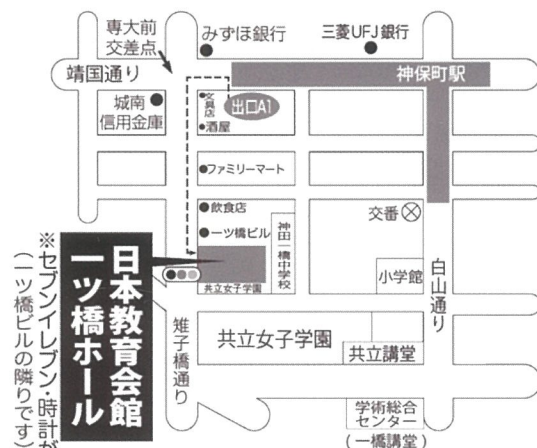 専大前
交差点
みずほ銀行
三菱UFJ銀行
靖国通り
神保町駅
城南
信用金庫
文具店
出口A1
酒屋
ファミリーマート
飲食店
一ツ橋ビル
神田一橋中学校
交番
小学館
白山通り
共立女子学園
日本教育会館
一ツ橋ホール
※セブンイレブン・時計が
(一ツ橋ビルの隣りです)
雉子橋通り
共立女子学園
共立講堂
学術総合
センター
(一橋講堂)